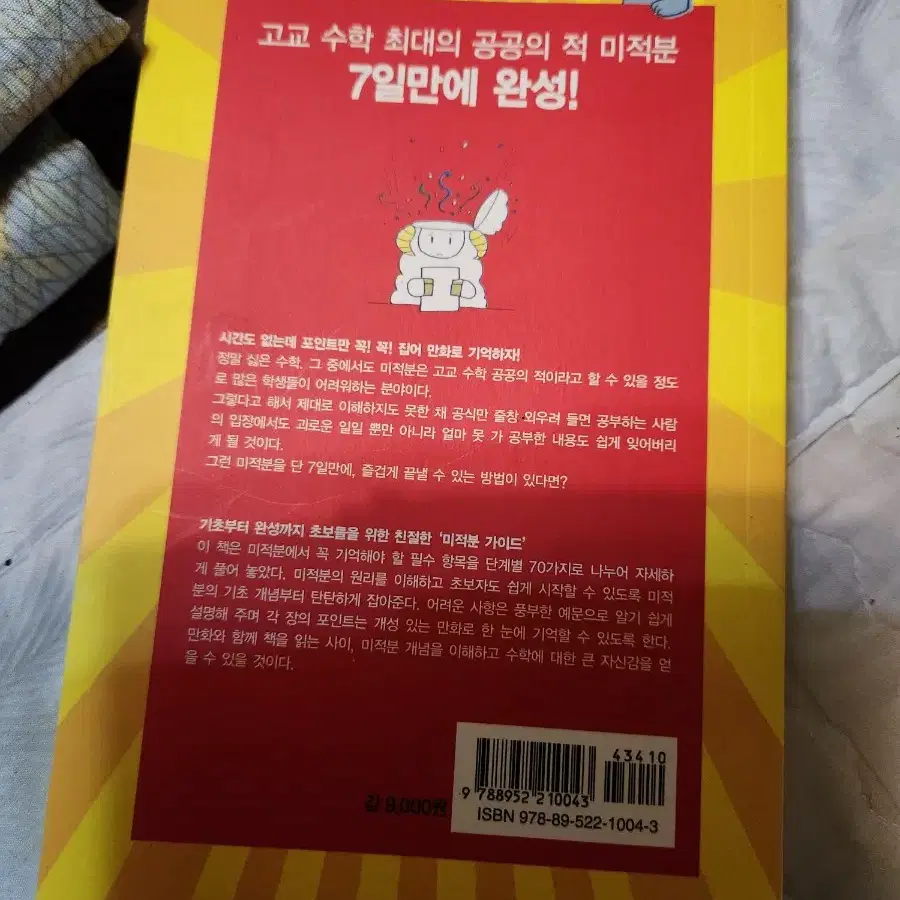 고교 수학 최대의 공공의 적 미적분
7일만에 완성!
시간도 없는데 포인트만 꼭! 꼭! 집어 만화로 기억하자!
정말 싫은 수학. 그 중에서도 미적분은 고교 수학 공공의 적이라고 할 수 있을 정도
로 많은 학생들이 어려워하는 분야이다.
그렇다고 해서 제대로 이해하지도 못한 채 공식만 줄창 외우려 들면 공부하는 사람
의 입장에서도 괴로운 일일 뿐만 아니라 얼마 못 가 공부한 내용도 쉽게 잊어버리
게 될 것이다.
그런 미적분을 단 7일만에, 즐겁게 끝낼 수 있는 방법이 있다면?
기초부터 완성까지 초보들을 위한 친절한 '미적분 가이드'
이 책은 미적분에서 꼭 기억해야 할 필수 항목을 단계별 70가지로 나누어 자세하
게 풀어 놓았다. 미적분의 원리를 이해하고 초보자도 쉽게 시작할 수 있도록 미적
분의 기초 개념부터 탄탄하게 잡아준다. 어려운 사항은 풍부한 예문으로 알기 쉽게
설명해 주며 각 장의 포인트는 개성 있는 만화로 한 눈에 기억할 수 있도록 한다.
만화와 함께 책을 읽는 사이, 미적분 개념을 이해하고 수학에 대한 큰 자신감을 얻
을 수 있을 것이다.
43410
9 788952 210043
ISBN 978-89-522-1004-3
값 9,000원